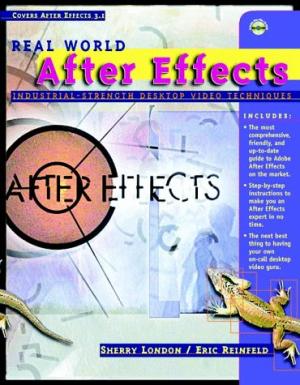 COVERS AFTER EFFECTS 3.1
REAL WORLD
After Effects
INDUSTRIAL-STRENGTH DESKTOP VIDEO TECHNIQUES
INCLUDES:
• The most
comprehensive,
friendly, and
up-to-date
guide to Adobe
After Effects
on the market.
• Step-by-step
instructions to
make you an
After Effects
expert in no
time.
• The next best
thing to having
your own
on-call desktop
video guru.
AFTER EFFECTS
SHERRY LONDON / ERIC REINFELD